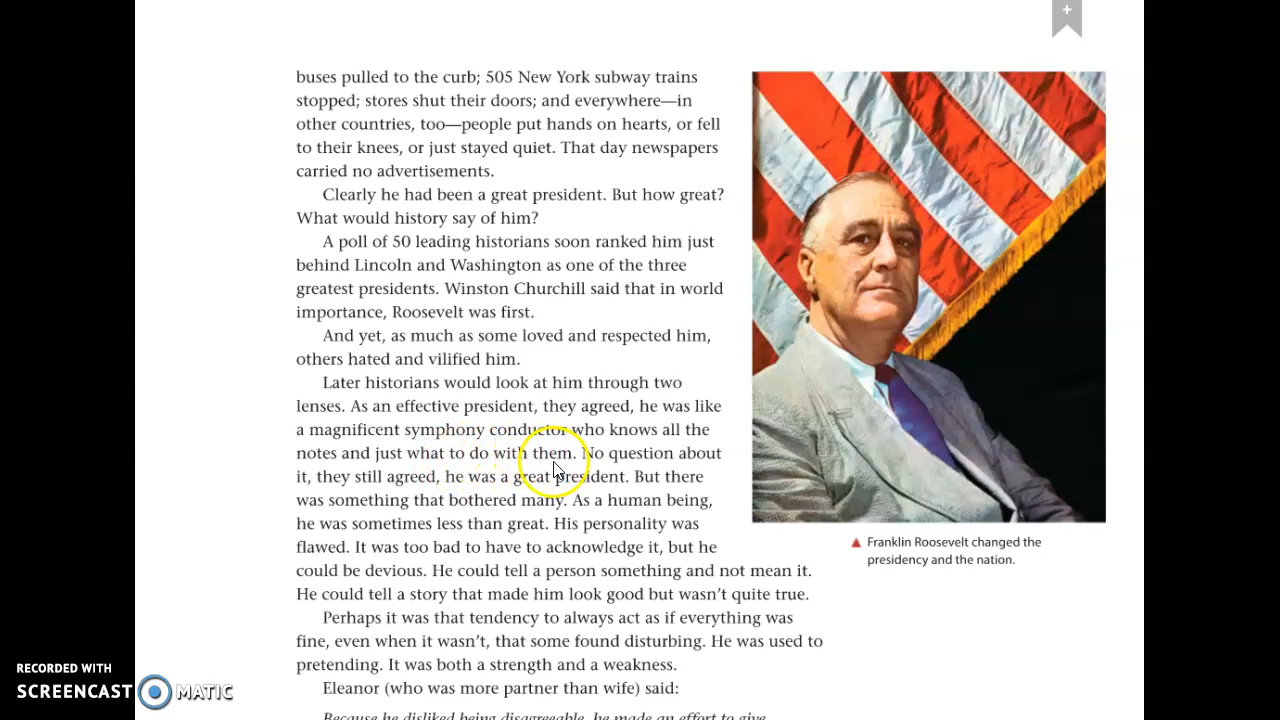 buses pulled to the curb; 505 New York subway trains
stopped; stores shut their doors; and everywhere—in
other countries, too—people put hands on hearts, or fell
to their knees, or just stayed quiet. That day newspapers
carried no advertisements.
Clearly he had been a great president. But how great?
What would history say of him?
A poll of 50 leading historians soon ranked him just
behind Lincoln and Washington as one of the three
greatest presidents. Winston Churchill said that in world
importance, Roosevelt was first.
And yet, as much as some loved and respected him,
others hated and vilified him.
Later historians would look at him through two
lenses. As an effective president, they agreed, he was like
a magnificent symphony conductor who knows all the
notes and just what to do with them. No question about
it, they still agreed, he was a great president. But there
was something that bothered many. As a human being,
he was sometimes less than great. His personality was
flawed. It was too bad to have to acknowledge it, but he
could be devious. He could tell a person something and not mean it.
He could tell a story that made him look good but wasn't quite true.
Perhaps it was that tendency to always act as if everything was
fine, even when it wasn't, that some found disturbing. He was used to
pretending. It was both a strength and a weakness.
Eleanor (who was more partner than wife) said:
Because he disliked being disagreeable, he made an effort to give
▲ Franklin Roosevelt changed the
presidency and the nation.
RECORDED WITH
SCREENCAST MATIC